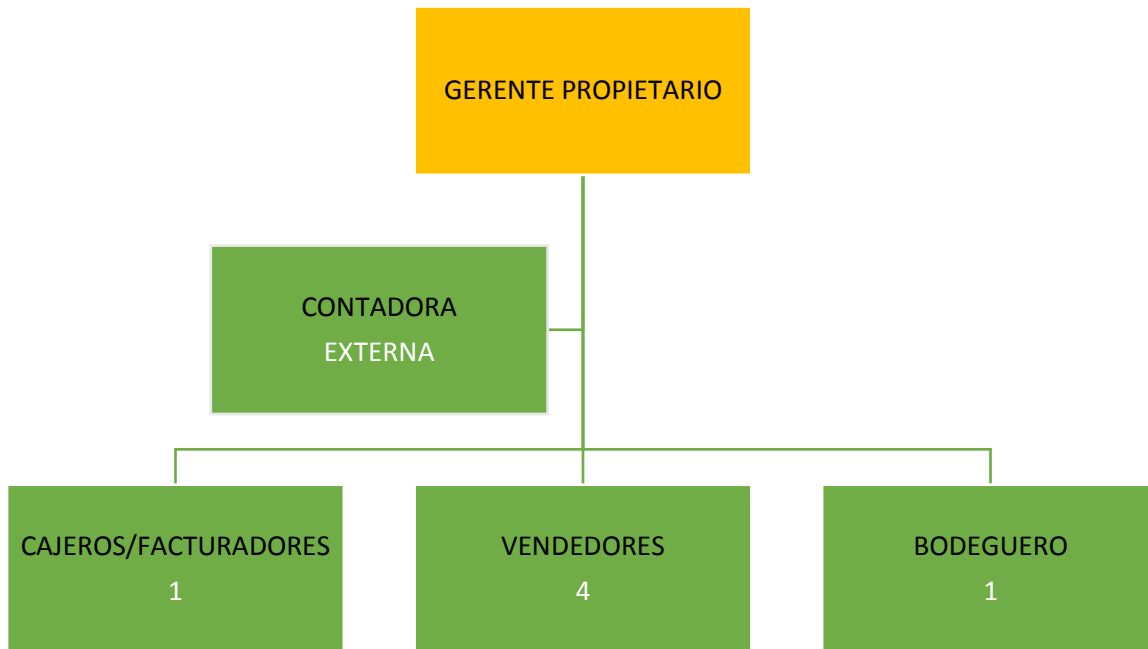 GERENTE PROPIETARIO
CONTADORA
EXTERNA
CAJEROS/FACTURADORES
1
VENDEDORES
4
BODEGUERO
1